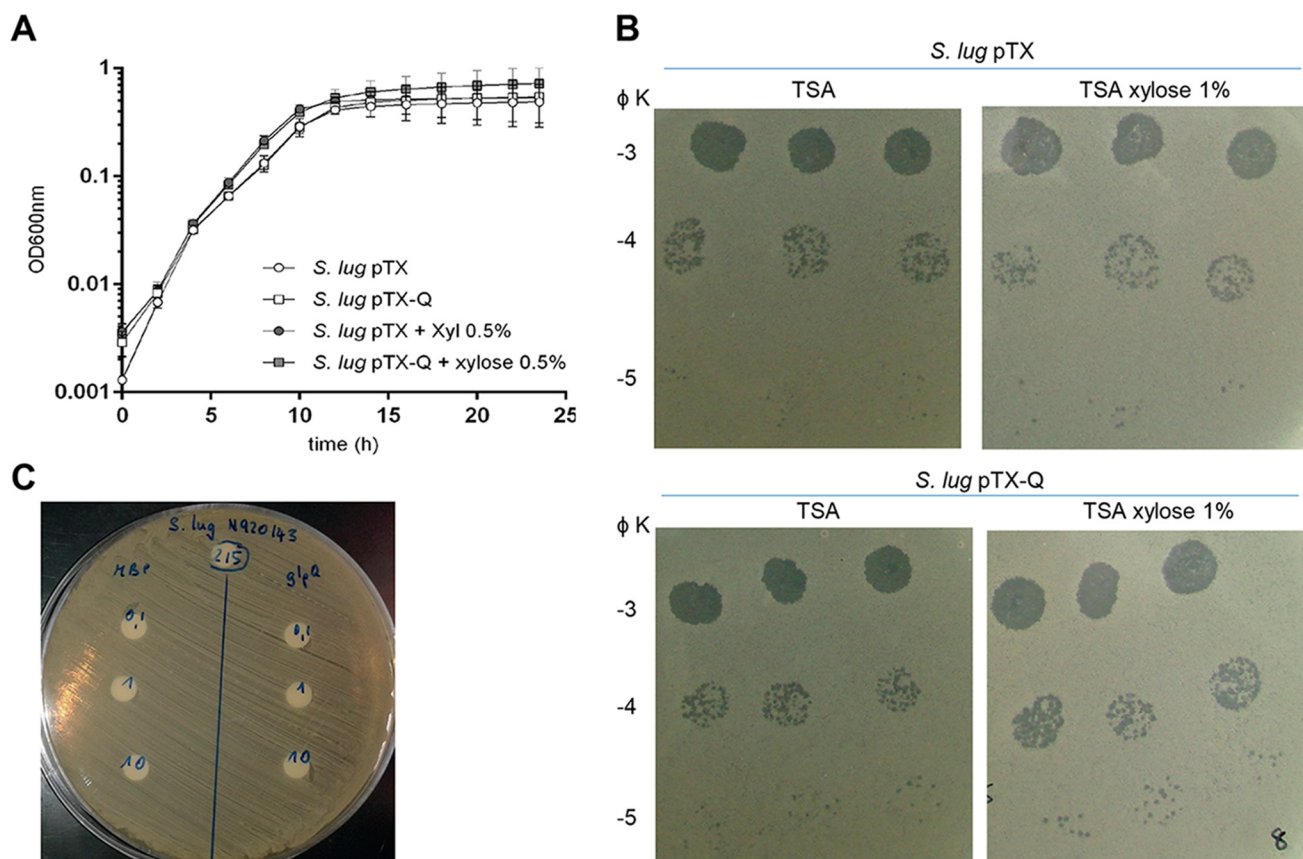 A
1
0.1
0.01
0.001
OD600nm
0 5 10 15 20 25
time (h)
S. lug pTX
S. lug pTX-Q
S. lug pTX + Xyl 0.5%
S. lug pTX-Q + xylose 0.5%
B
S. lug pTX
TSA TSA xylose 1%
ϕ K
-3
-4
-5
S. lug pTX-Q
TSA TSA xylose 1%
ϕ K
-3
-4
-5
8
C
S. lug N920143
215
MBP glpQ
0,1 0,1
1 1
10 10